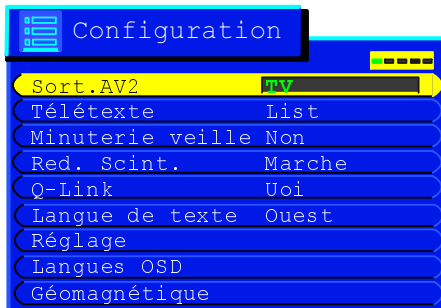 Configuration
Sort.AV2 TV
Télétexte List
Minuterie veille Non
Red. Scint. Marche
Q-Link Uoi
Langue de texte Ouest
Réglage
Langues OSD
Géomagnétique